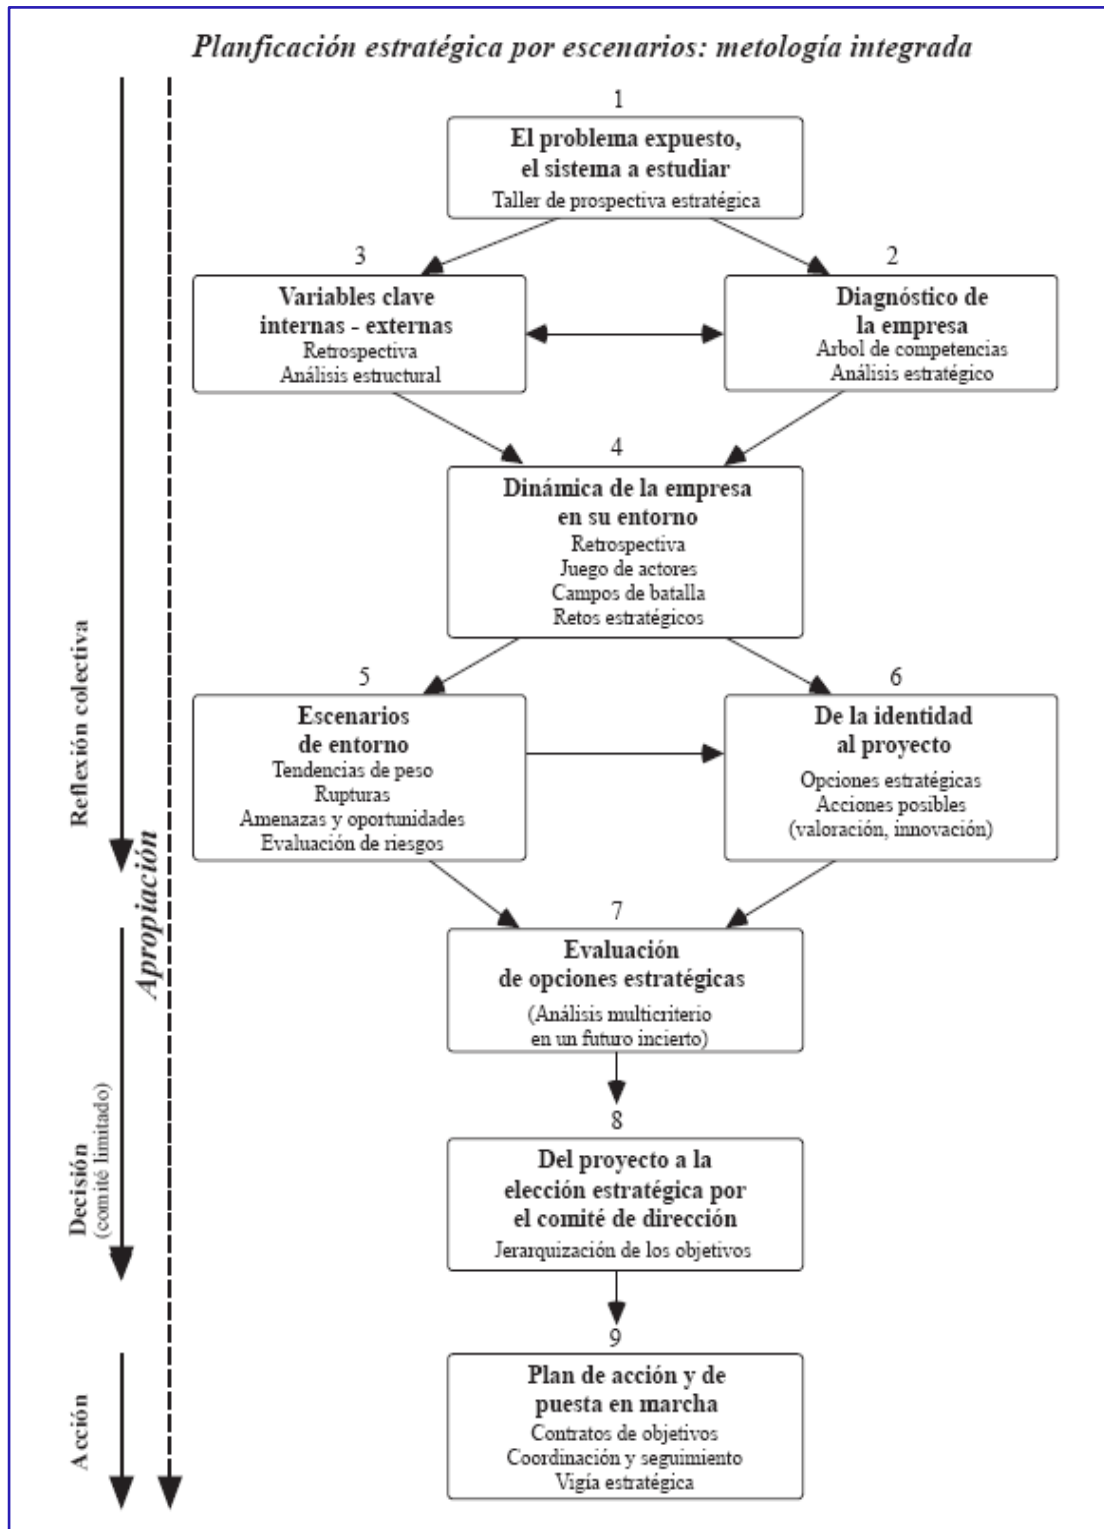 Planficación estratégica por escenarios: metología integrada
1
El problema expuesto,
el sistema a estudiar
Taller de prospectiva estratégica
3
Variables clave
internas - externas
Retrospectiva
Análisis estructural
2
Diagnóstico de
la empresa
Arbol de competencias
Análisis estratégico
4
Dinámica de la empresa
en su entorno
Retrospectiva
Juego de actores
Campos de batalla
Retos estratégicos
5
Escenarios
de entorno
Tendencias de peso
Rupturas
Amenazas y oportunidades
Evaluación de riesgos
6
De la identidad
al proyecto
Opciones estratégicas
Acciones posibles
(valoración, innovación)
7
Evaluación
de opciones estratégicas
(Análisis multicriterio
en un futuro incierto)
8
Del proyecto a la
elección estratégica por
el comité de dirección
Jerarquización de los objetivos
9
Plan de acción y de
puesta en marcha
Contratos de objetivos
Coordinación y seguimiento
Vigía estratégica
Reflexión colectiva
Apropiación
Decisión
(comité limitado)
Acción